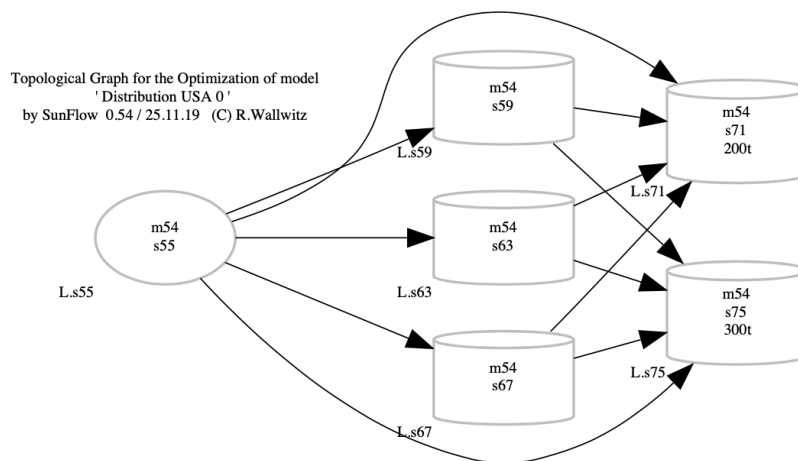 Topological Graph for the Optimization of model
' Distribution USA 0 '
by SunFlow 0.54 / 25.11.19 (C) R.Wallwitz
m54
s55
L.s55
m54
s59
L.s59
m54
s63
L.s63
m54
s67
L.s67
m54
s71
200t
L.s71
m54
s75
300t
L.s75